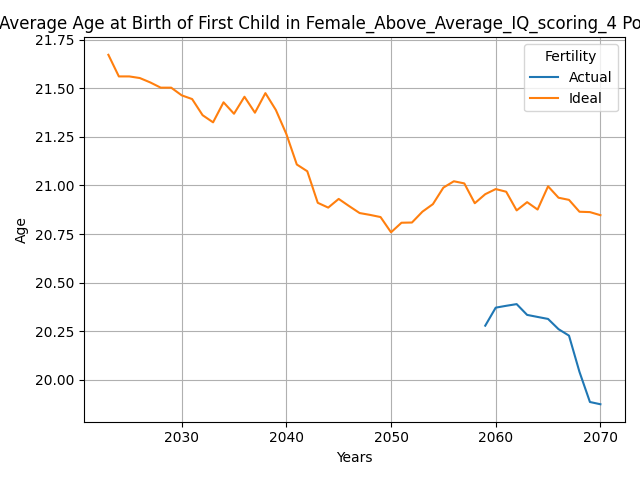 Average Age at Birth of First Child in Female_Above_Average_IQ_scoring_4 Po
21.75
21.50
21.25
21.00
20.75
20.50
20.25
20.00
Age
Fertility
Actual
Ideal
2030 2040 2050 2060 2070
Years